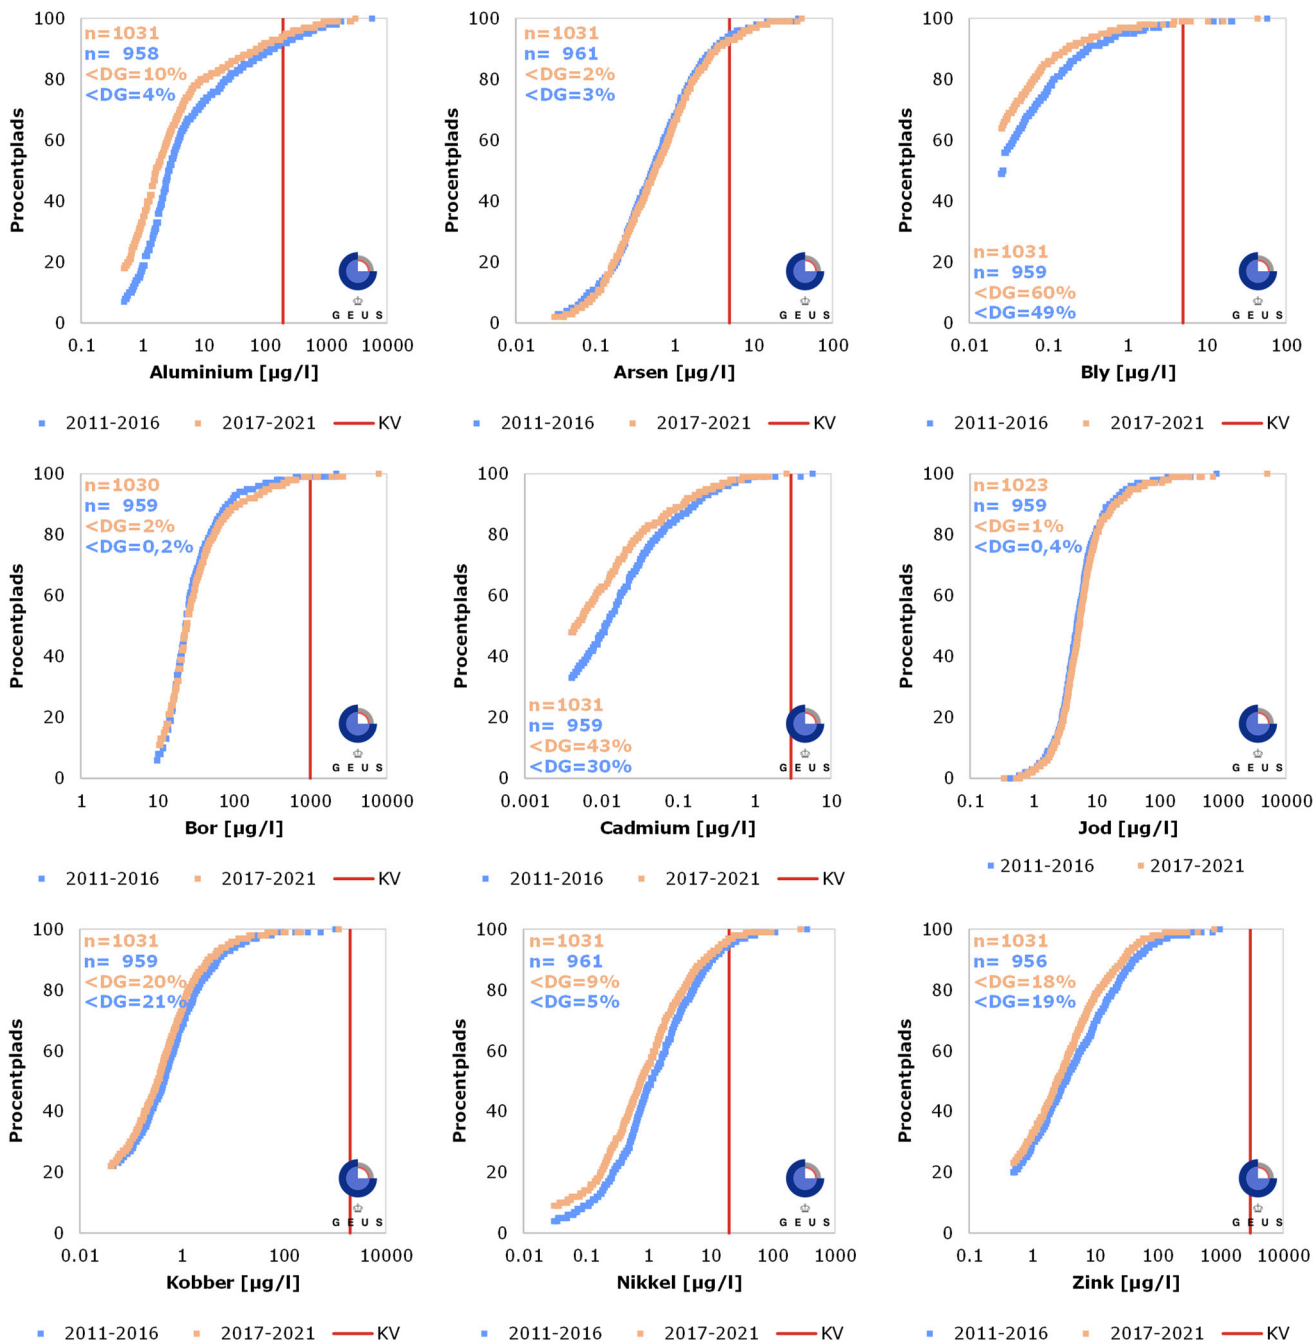 100
80
60
40
20
0
Procentplads
n=1031
n= 958
<DG=10%
<DG=4%
G E U S
0.1 1 10 100 1000 10000
Aluminium [µg/l]
2011-2016 2017-2021 KV
100
80
60
40
20
0
Procentplads
n=1031
n= 961
<DG=2%
<DG=3%
G E U S
0.01 0.1 1 10 100
Arsen [µg/l]
2011-2016 2017-2021 KV
100
80
60
40
20
0
Procentplads
n=1031
n= 959
<DG=60%
<DG=49%
G E U S
0.01 0.1 1 10 100
Bly [µg/l]
2011-2016 2017-2021 KV
100
80
60
40
20
0
Procentplads
n=1030
n= 959
<DG=2%
<DG=0,2%
G E U S
1 10 100 1000 10000
Bor [µg/l]
2011-2016 2017-2021 KV
100
80
60
40
20
0
Procentplads
n=1031
n= 959
<DG=43%
<DG=30%
G E U S
0.001 0.01 0.1 1 10
Cadmium [µg/l]
2011-2016 2017-2021 KV
100
80
60
40
20
0
Procentplads
n=1023
n= 959
<DG=1%
<DG=0,4%
G E U S
0.1 1 10 100 1000 10000
Jod [µg/l]
2011-2016 2017-2021
100
80
60
40
20
0
Procentplads
n=1031
n= 959
<DG=20%
<DG=21%
G E U S
0.01 1 100 10000
Kobber [µg/l]
2011-2016 2017-2021 KV
100
80
60
40
20
0
Procentplads
n=1031
n= 961
<DG=9%
<DG=5%
G E U S
0.01 0.1 1 10 100 1000
Nikkel [µg/l]
2011-2016 2017-2021 KV
100
80
60
40
20
0
Procentplads
n=1031
n= 956
<DG=18%
<DG=19%
G E U S
0.1 1 10 100 1000 10000
Zink [µg/l]
2011-2016 2017-2021 KV